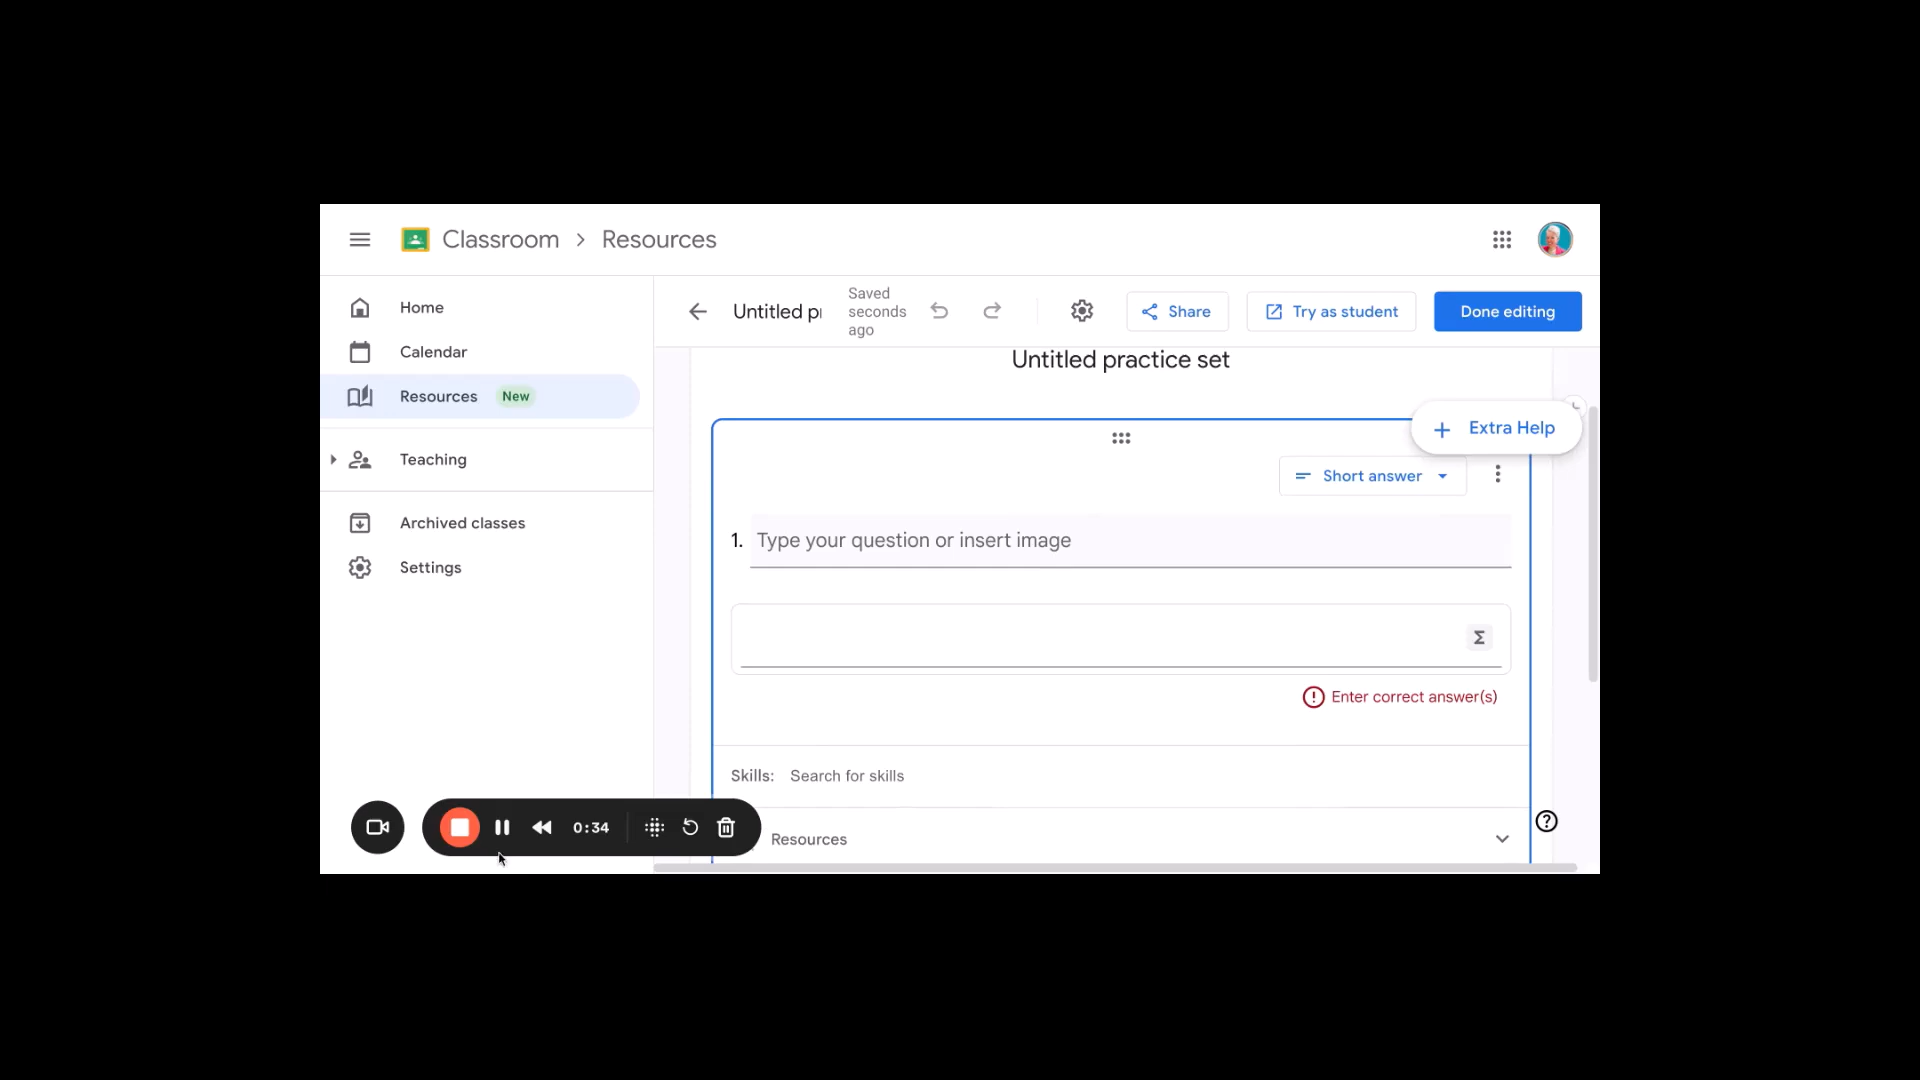 Classroom > Resources
Home
Calendar
Resources New
Teaching
Archived classes
Settings
Untitled pr
Saved
seconds
ago
Share
Try as student
Done editing
Untitled practice set
+ Extra Help
Short answer
1. Type your question or insert image
Σ
Enter correct answer(s)
Skills: Search for skills
Resources
0:34